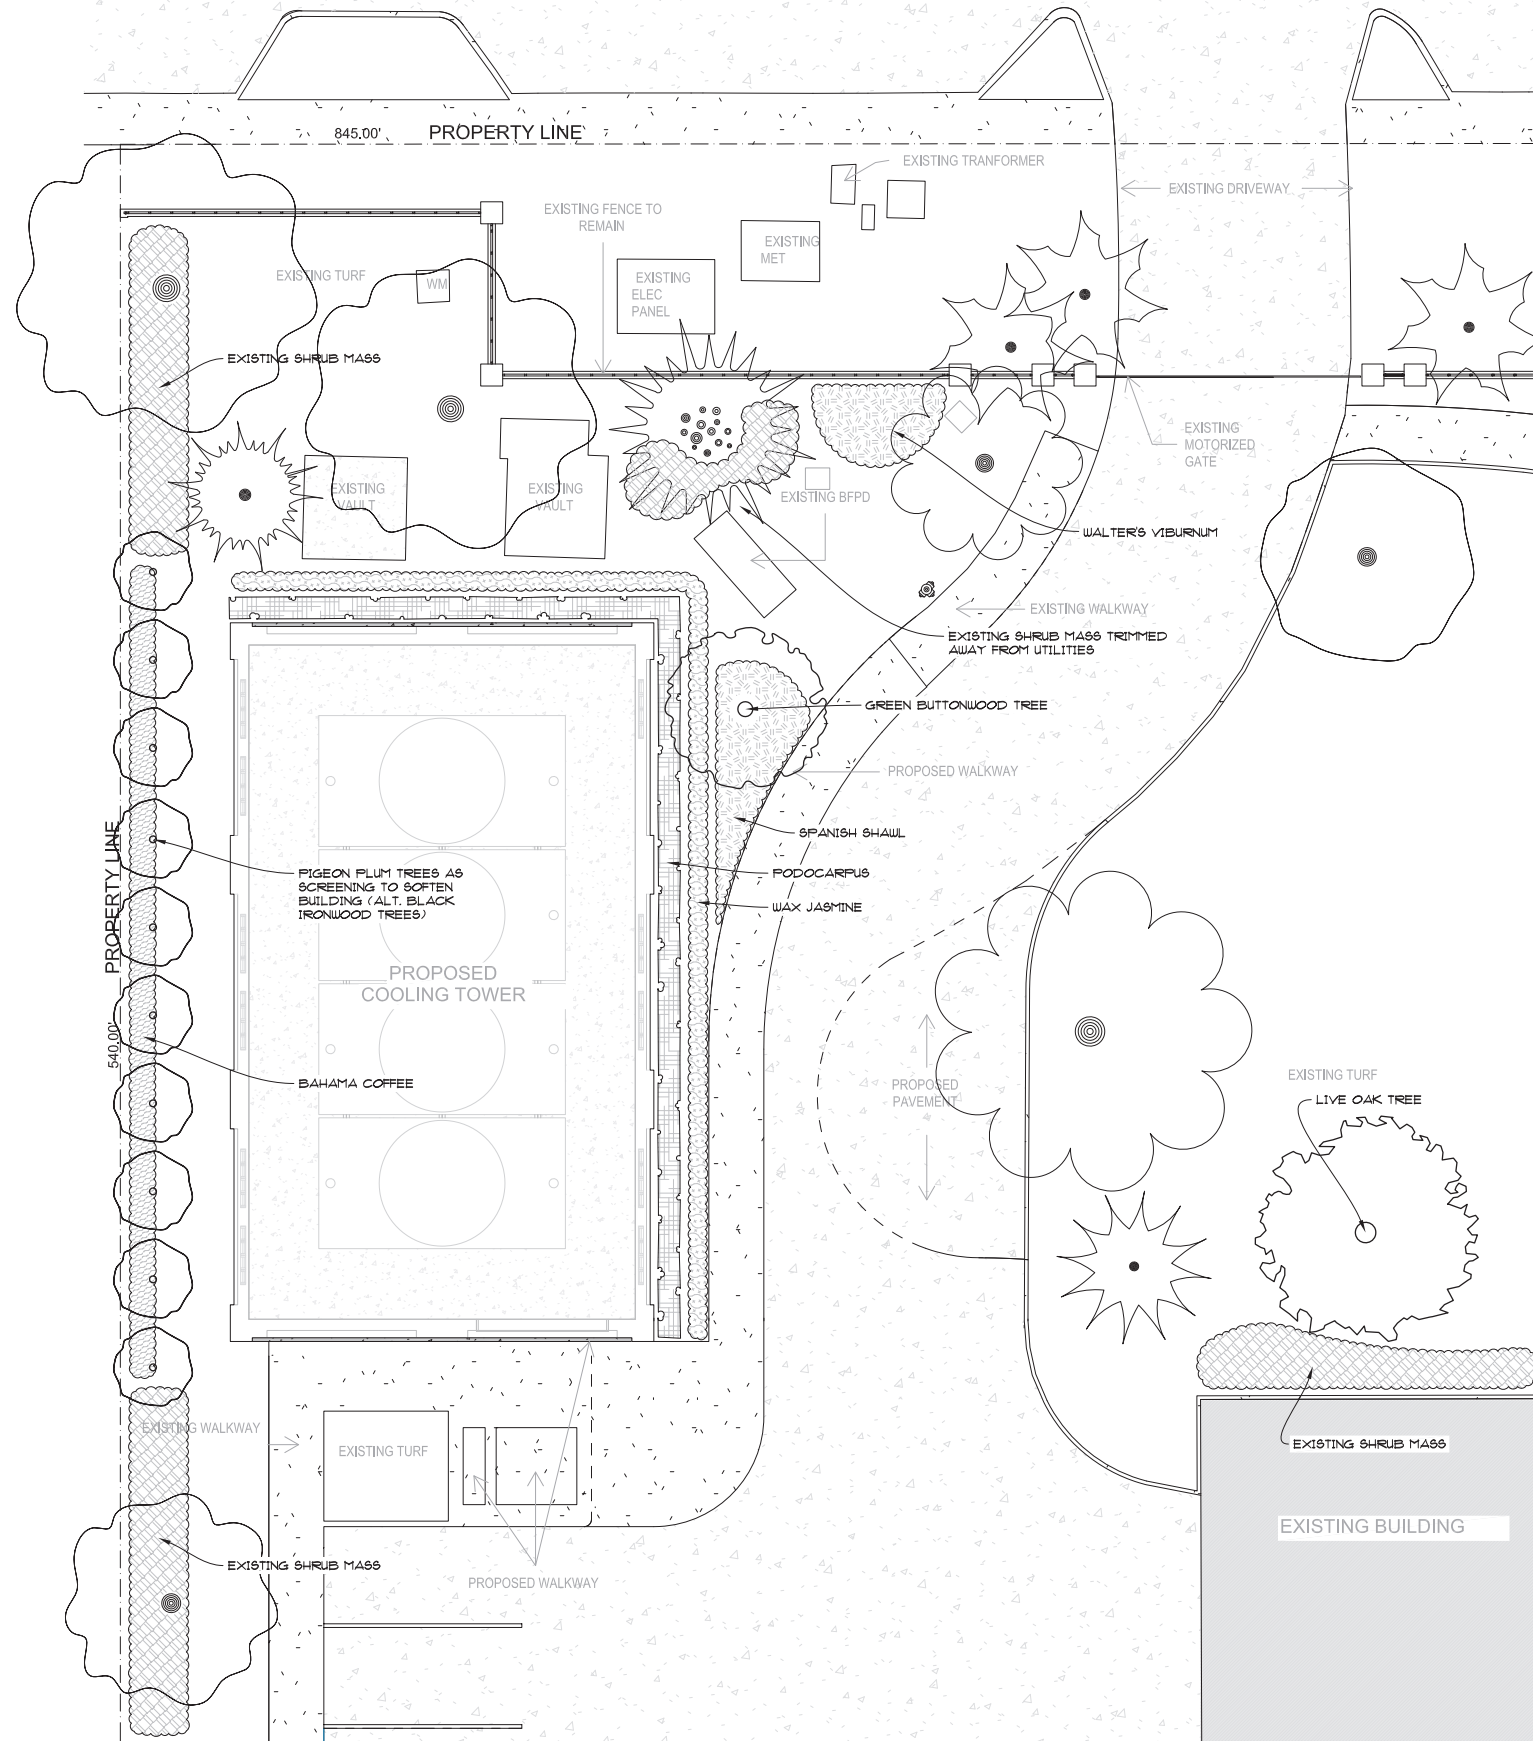 845.00' PROPERTY LINE
EXISTING TRANFORMER
EXISTING DRIVEWAY
EXISTING FENCE TO
REMAIN
EXISTING
MET
EXISTING TURF
WM
EXISTING
ELEC
PANEL
EXISTING SHRUB MASS
EXISTING
MOTORIZED
GATE
EXISTING
VAULT
EXISTING
VAULT
EXISTING BFPD
WALTER'S VIBURNUM
EXISTING WALKWAY
EXISTING SHRUB MASS TRIMMED
AWAY FROM UTILITIES
GREEN BUTTONWOOD TREE
PROPOSED WALKWAY
SPANISH SHAWL
PODOCARPUS
WAX JASMINE
PIGEON PLUM TREES AS
SCREENING TO SOFTEN
BUILDING (ALT. BLACK
IRONWOOD TREES)
540.00' PROPERTY LINE
PROPOSED
COOLING TOWER
BAHAMA COFFEE
PROPOSED
PAVEMENT
EXISTING TURF
LIVE OAK TREE
EXISTING WALKWAY
EXISTING TURF
EXISTING SHRUB MASS
EXISTING BUILDING
EXISTING SHRUB MASS
PROPOSED WALKWAY